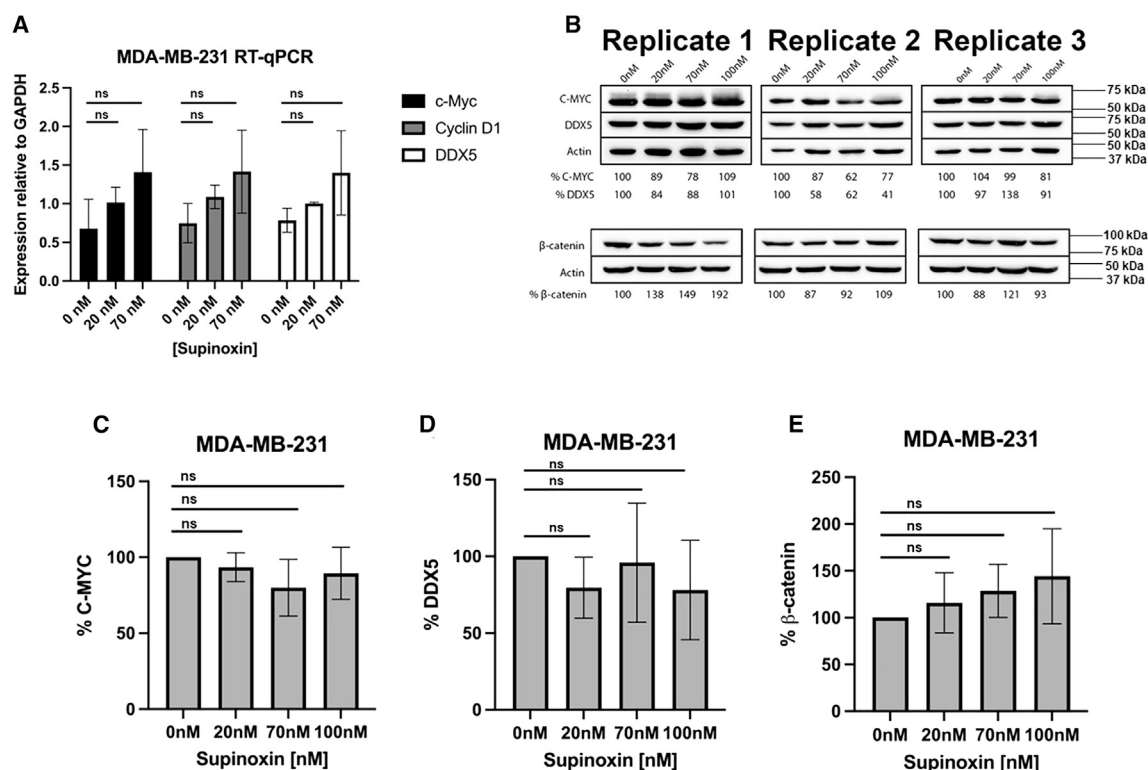 A
MDA-MB-231 RT-qPCR
Expression relative to GAPDH
2.5
2.0
1.5
1.0
0.5
0.0
ns
ns
ns
ns
ns
ns
0 nM
20 nM
70 nM
0 nM
20 nM
70 nM
0 nM
20 nM
70 nM
[Supinoxin]
c-Myc
Cyclin D1
DDX5
B
Replicate 1 Replicate 2 Replicate 3
0nM 20nM 70nM 100nM 0nM 20nM 70nM 100nM 0nM 20nM 70nM 100nM
C-MYC
DDX5
Actin
75 kDa
50 kDa
75 kDa
50 kDa
50 kDa
37 kDa
% C-MYC 100 89 78 109 100 87 62 77 100 104 99 81
% DDX5 100 84 88 101 100 58 62 41 100 97 138 91
β-catenin
Actin
100 kDa
75 kDa
50 kDa
37 kDa
% β-catenin 100 138 149 192 100 87 92 109 100 88 121 93
C
MDA-MB-231
% C-MYC
150
100
50
0
ns
ns
ns
0nM 20nM 70nM 100nM
Supinoxin [nM]
D
MDA-MB-231
% DDX5
150
100
50
0
ns
ns
ns
0nM 20nM 70nM 100nM
Supinoxin [nM]
E
MDA-MB-231
% β-catenin
250
200
150
100
50
0
ns
ns
ns
0nM 20nM 70nM 100nM
Supinoxin [nM]